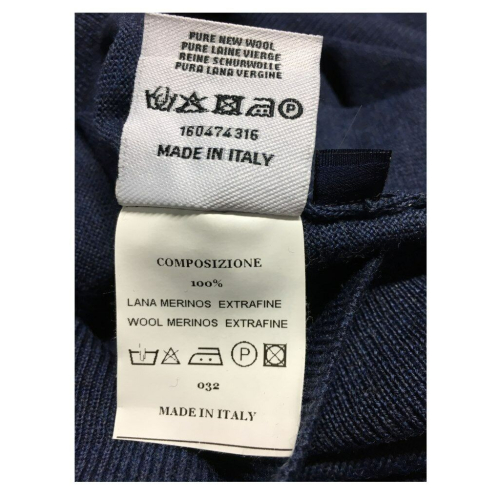 PURE NEW WOOL
PURE LAINE VIERGE
REINE SCHURWOLLE
PURA LANA VERGINE
P
160474316
MADE IN ITALY
COMPOSIZIONE
100%
LANA MERINOS EXTRAFINE
WOOL MERINOS EXTRAFINE
P
032
MADE IN ITALY